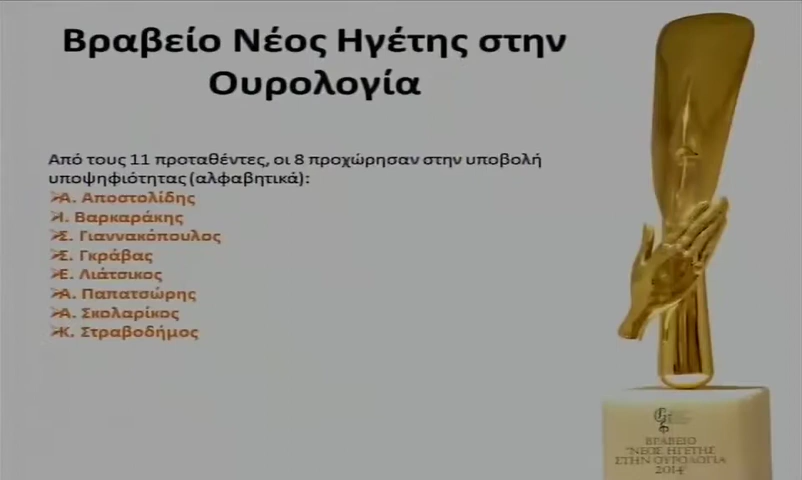 Βραβείο Νέος Ηγέτης στην
Ουρολογία
Από τους 11 προταθέντες, οι 8 προχώρησαν στην υποβολή
υποψηφιότητας (αλφαβητικά):
➢Α. Αποστολίδης
➢Ι. Βαρκαράκης
➢Σ. Γιαννακόπουλος
➢Σ. Γκράβας
➢Ε. Λιάτσικος
➢Α. Παπατσώρης
➢Α. Σκολαρίκος
➢Κ. Στραβοδήμος
ΒΡΑΒΕΙΟ
"ΝΕΟΣ ΗΓΕΤΗΣ
ΣΤΗΝ ΟΥΡΟΛΟΓΙΑ
2014"